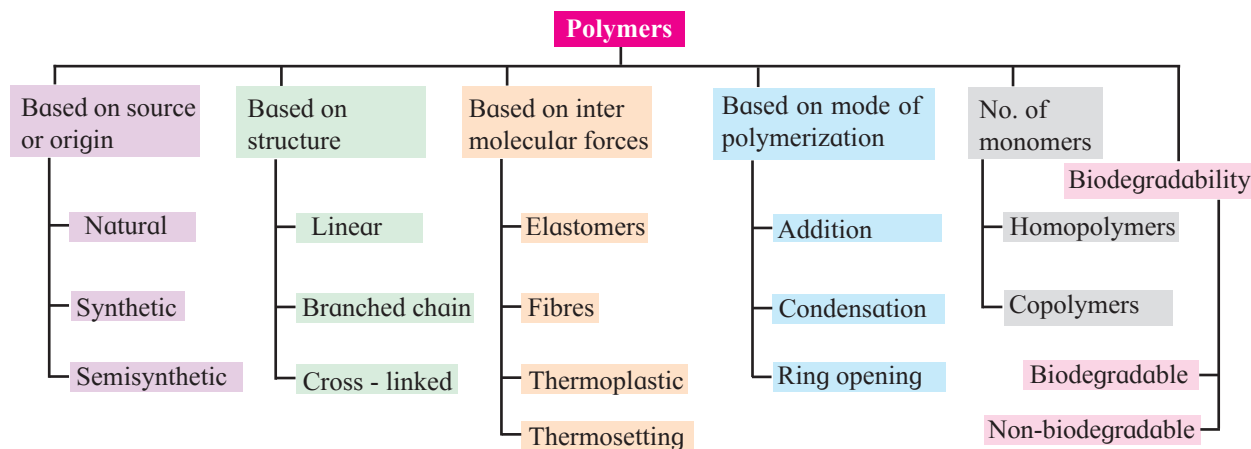 Polymers
Based on source
or origin
Natural
Synthetic
Semisynthetic
Based on
structure
Linear
Branched chain
Cross - linked
Based on inter
molecular forces
Elastomers
Fibres
Thermoplastic
Thermosetting
Based on mode of
polymerization
Addition
Condensation
Ring opening
No. of
monomers
Homopolymers
Copolymers
Biodegradability
Biodegradable
Non-biodegradable